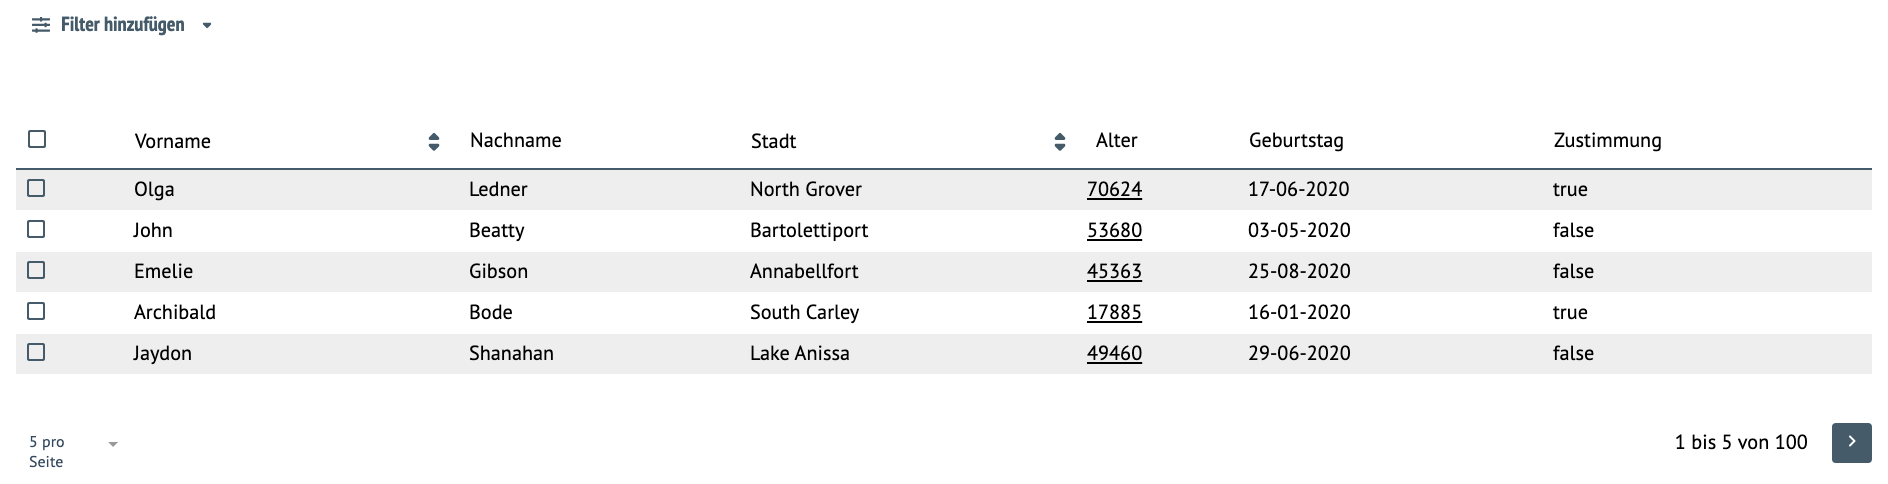 Filter hinzufügen
Vorname Nachname Stadt Alter Geburtstag Zustimmung
Olga Ledner North Grover 70624 17-06-2020 true
John Beatty Bartolettiport 53680 03-05-2020 false
Emelie Gibson Annabellfort 45363 25-08-2020 false
Archibald Bode South Carley 17885 16-01-2020 true
Jaydon Shanahan Lake Anissa 49460 29-06-2020 false
5 pro
Seite
1 bis 5 von 100